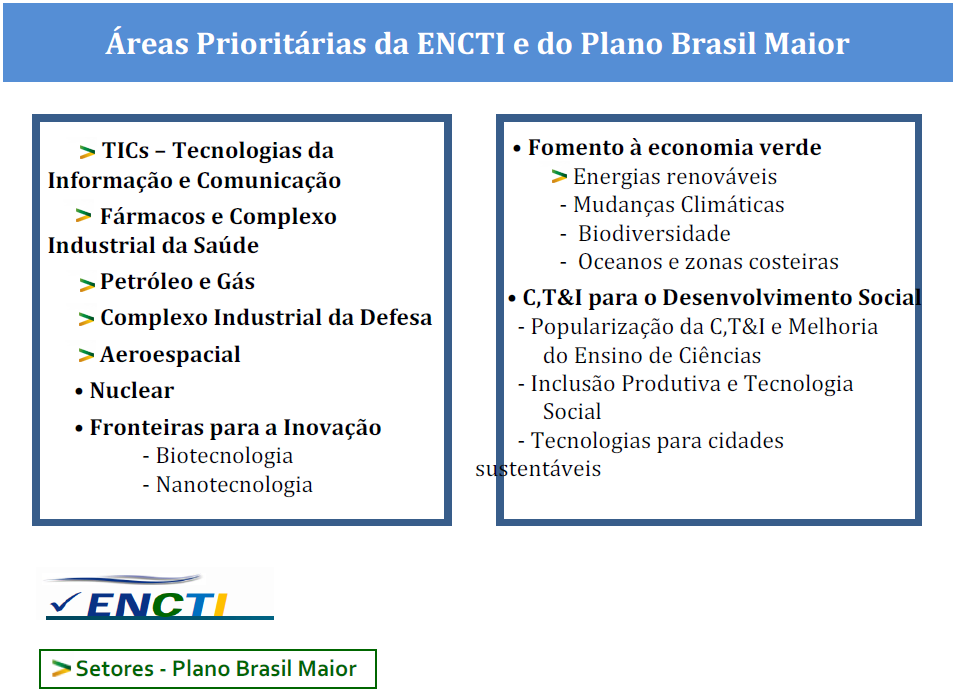 Áreas Prioritárias da ENCTI e do Plano Brasil Maior
TICs – Tecnologias da
Informação e Comunicação
Fármacos e Complexo
Industrial da Saúde
Petróleo e Gás
Complexo Industrial da Defesa
Aeroespacial
• Nuclear
• Fronteiras para a Inovação
- Biotecnologia
- Nanotecnologia
• Fomento à economia verde
Energias renováveis
- Mudanças Climáticas
- Biodiversidade
- Oceanos e zonas costeiras
• C,T&I para o Desenvolvimento Social
- Popularização da C,T&I e Melhoria
do Ensino de Ciências
- Inclusão Produtiva e Tecnologia
Social
- Tecnologias para cidades
sustentáveis
ENCTI
Setores - Plano Brasil Maior